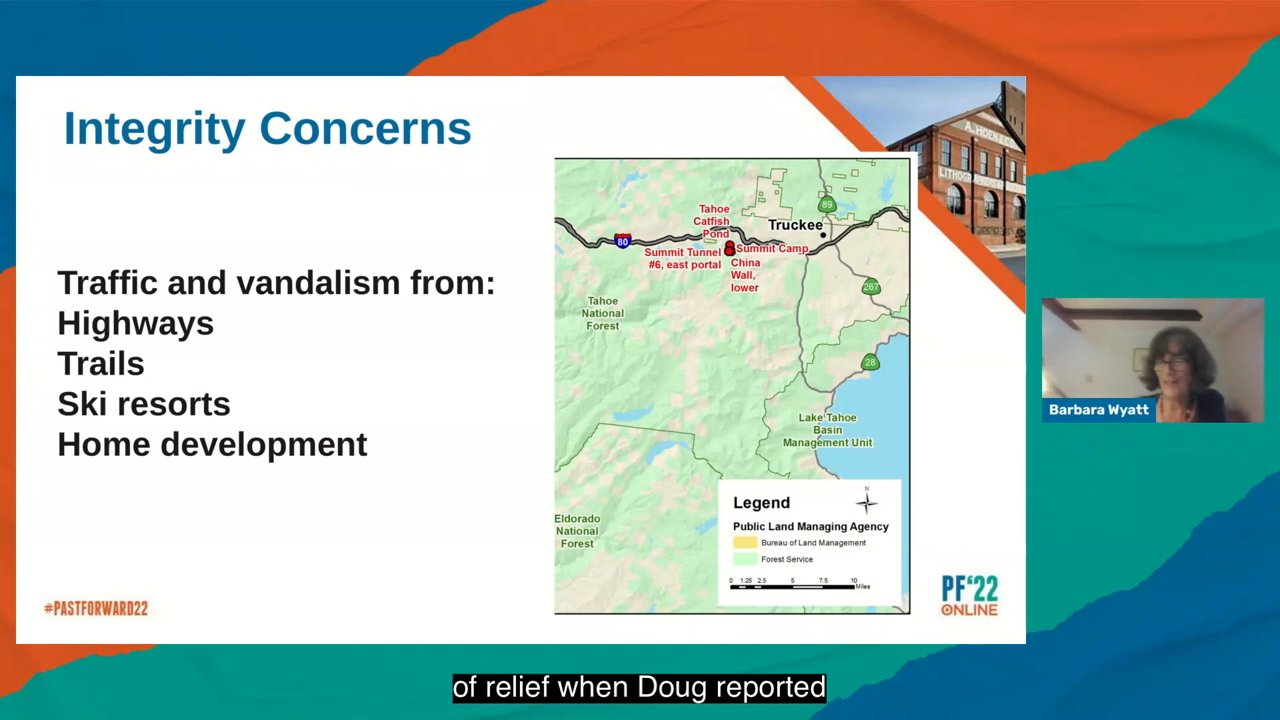 Integrity Concerns
Traffic and vandalism from:
Highways
Trails
Ski resorts
Home development
#PASTFORWARD22
A. HOEN & CO.
89
Truckee
Tahoe
Catfish
Pond
80
Summit Camp
Summit Tunnel
#6, east portal
China
Wall,
lower
267
Tahoe
National
Forest
28
Lake Tahoe
Basin
Management Unit
Eldorado
National
Forest
Legend
N
Public Land Managing Agency
Bureau of Land Management
Forest Service
0 1.25 2.5 5 7.5 10
Miles
PF'22
ONLINE
Barbara Wyatt
of relief when Doug reported